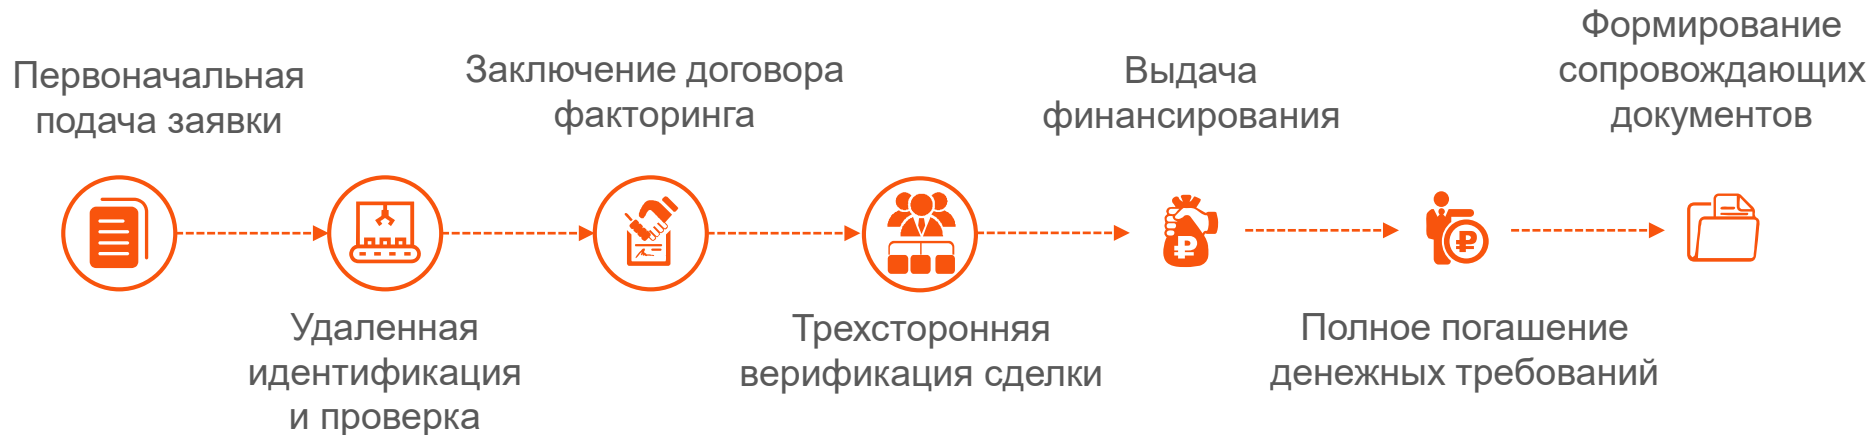 Первоначальная
подача заявки
Удаленная
идентификация
и проверка
Заключение договора
факторинга
Трехсторонняя
верификация сделки
Выдача
финансирования
Полное погашение
денежных требований
Формирование
сопровождающих
документов